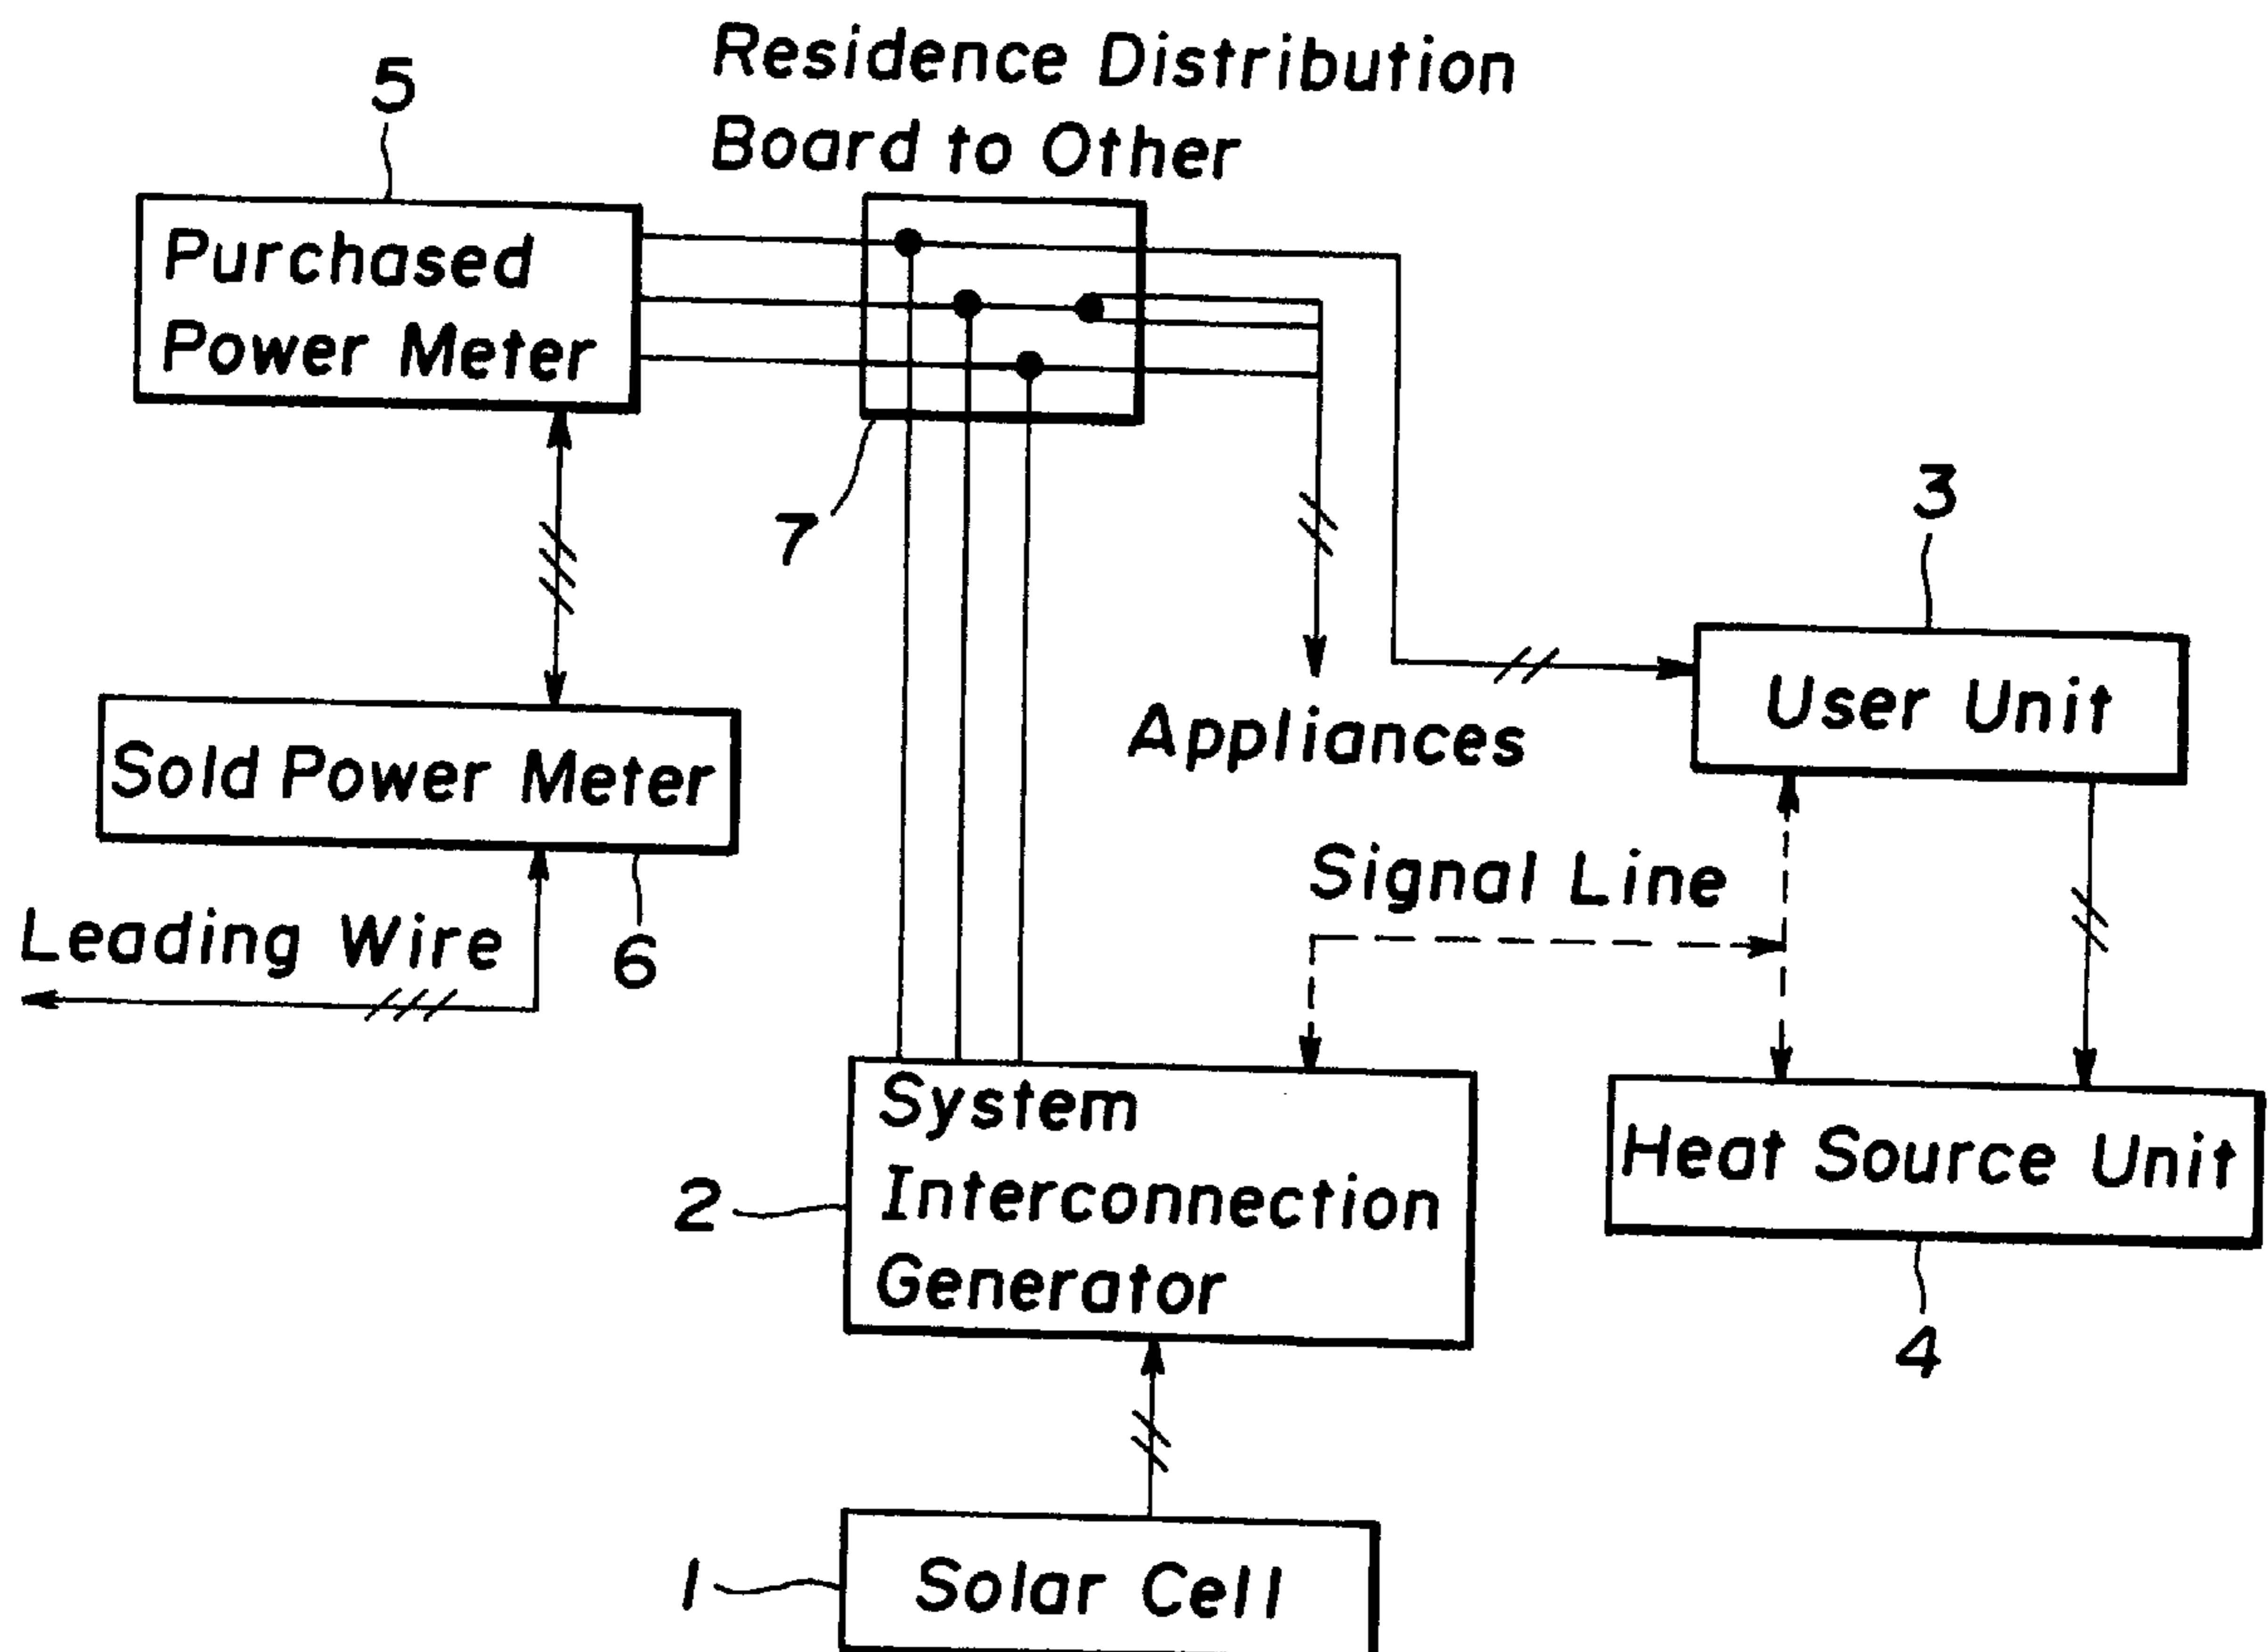 Residence Distribution
Board to Other
5
Purchased
Power Meter
7
3
User Unit
Appliances
Sold Power Meter
Signal Line
Leading Wire
6
System
Interconnection
Generator
2
Heat Source Unit
4
1
Solar Cell